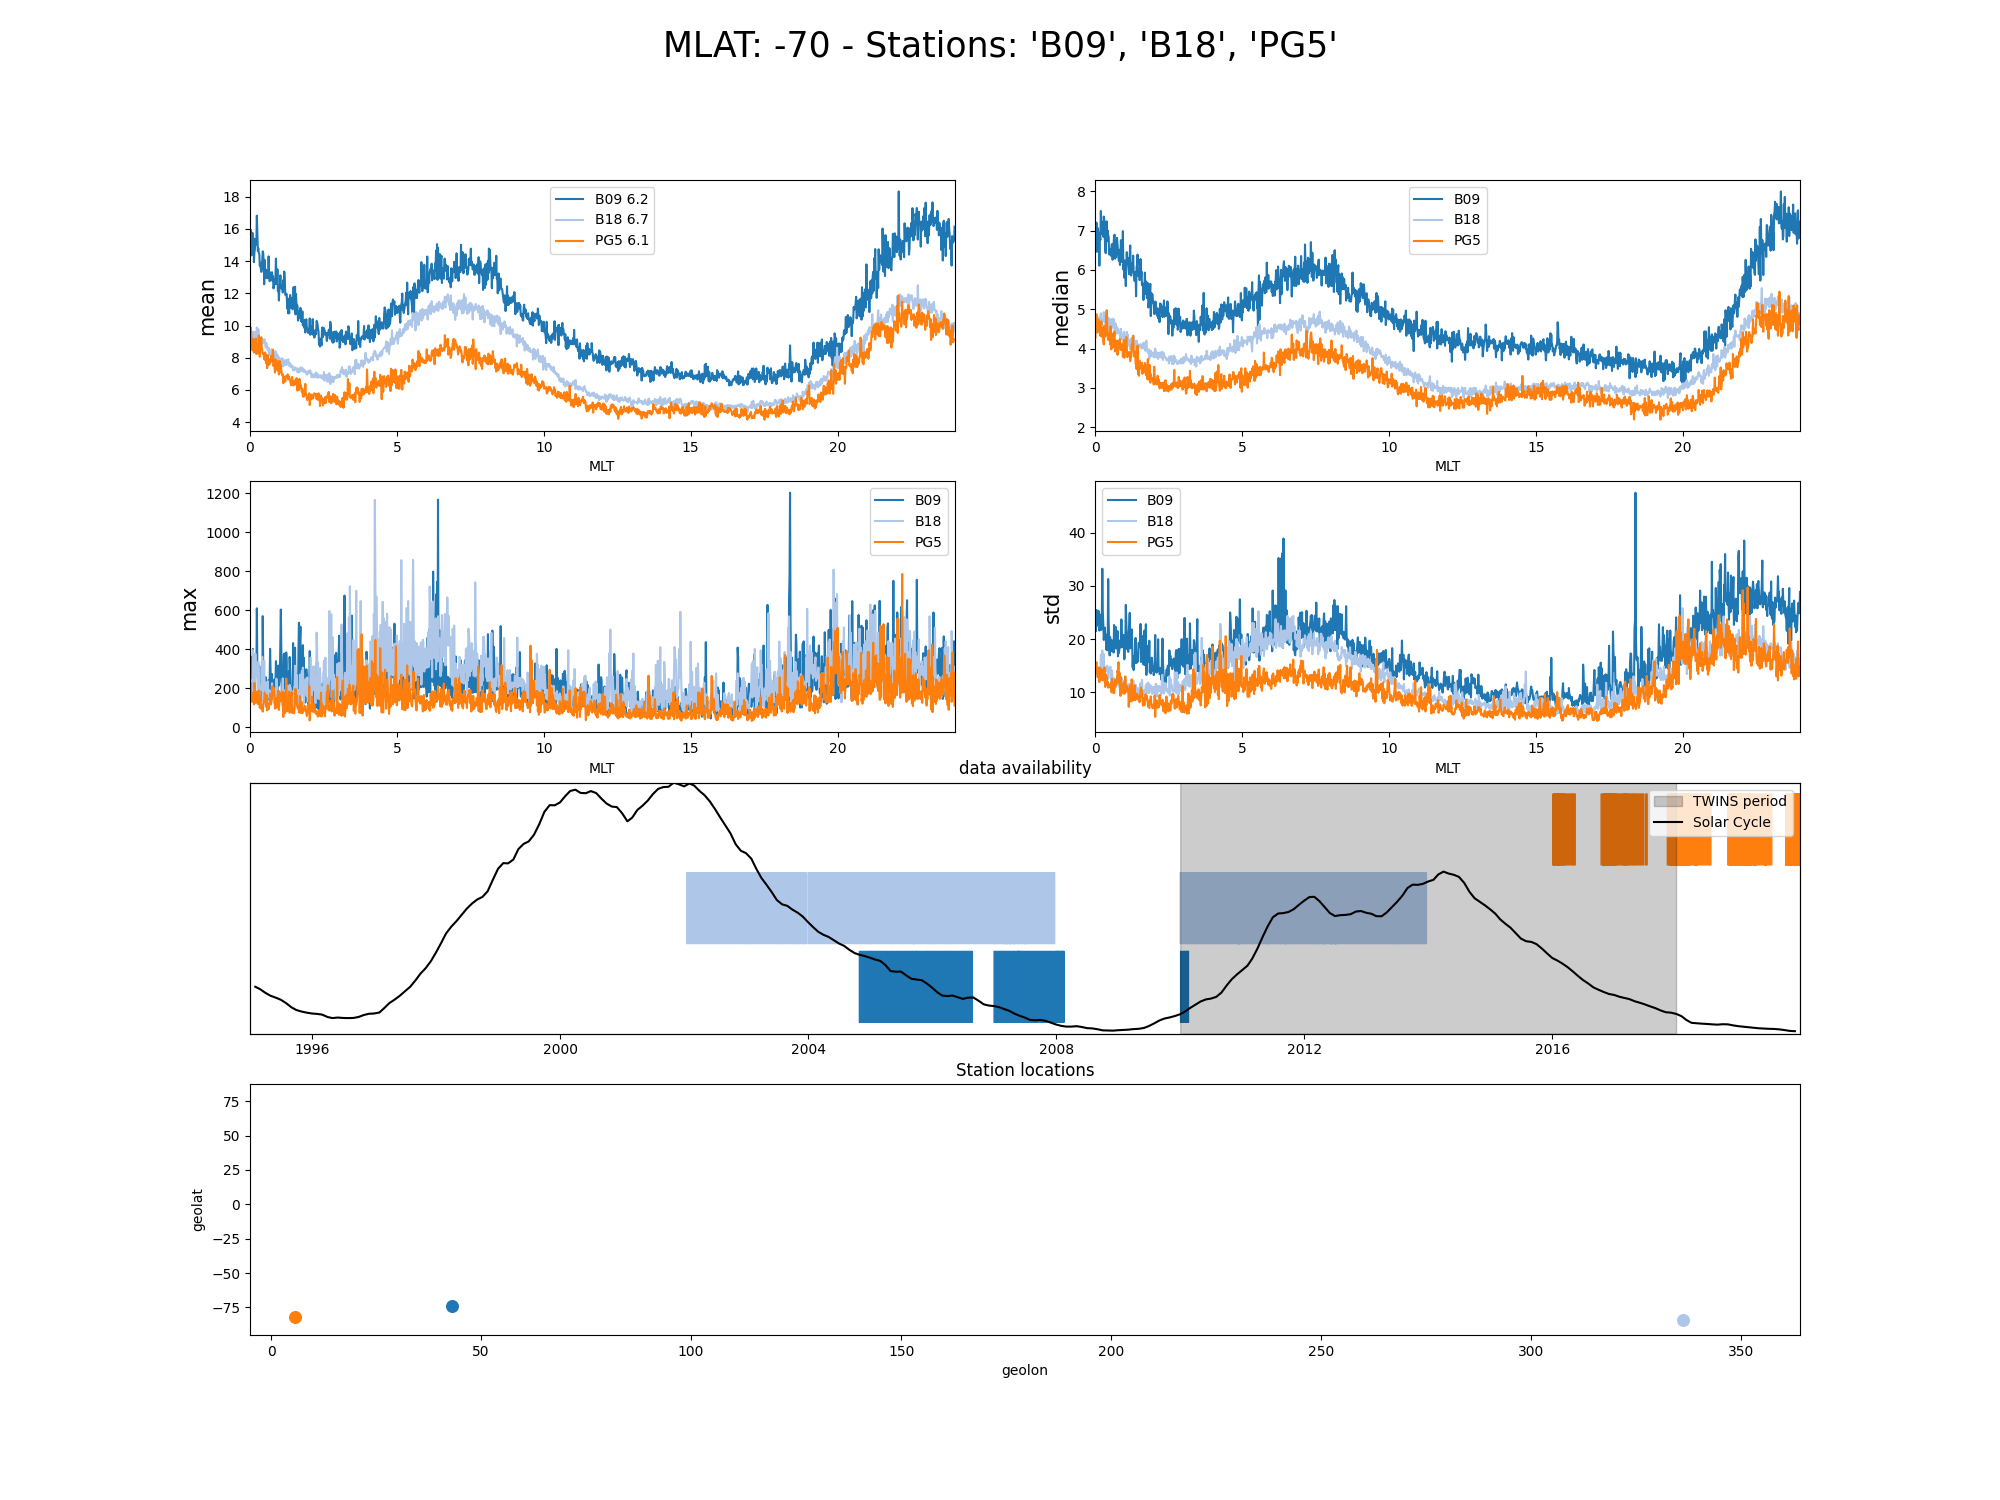 MLAT: -70 - Stations: 'B09', 'B18', 'PG5'
mean
18
16
14
12
10
8
6
4
B09 6.2
B18 6.7
PG5 6.1
0 5 10 15 20
MLT
median
8
7
6
5
4
3
2
B09
B18
PG5
0 5 10 15 20
MLT
max
1200
1000
800
600
400
200
0
B09
B18
PG5
0 5 10 15 20
MLT
std
40
30
20
10
B09
B18
PG5
0 5 10 15 20
MLT
data availability
TWINS period
Solar Cycle
1996 2000 2004 2008 2012 2016
Station locations
geolat
75
50
25
0
−25
−50
−75
0 50 100 150 200 250 300 350
geolon